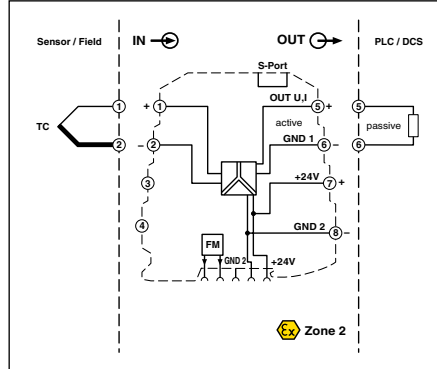 Sensor / Field
IN
OUT
PLC / DCS
S-Port
OUT U,I
1
+ 1
5 +
5
TC
active
passive
2
– 2
GND 1
6 –
6
3
+24V
7 +
4
FM
GND 2
8 –
GND 2
+24V
Ex Zone 2